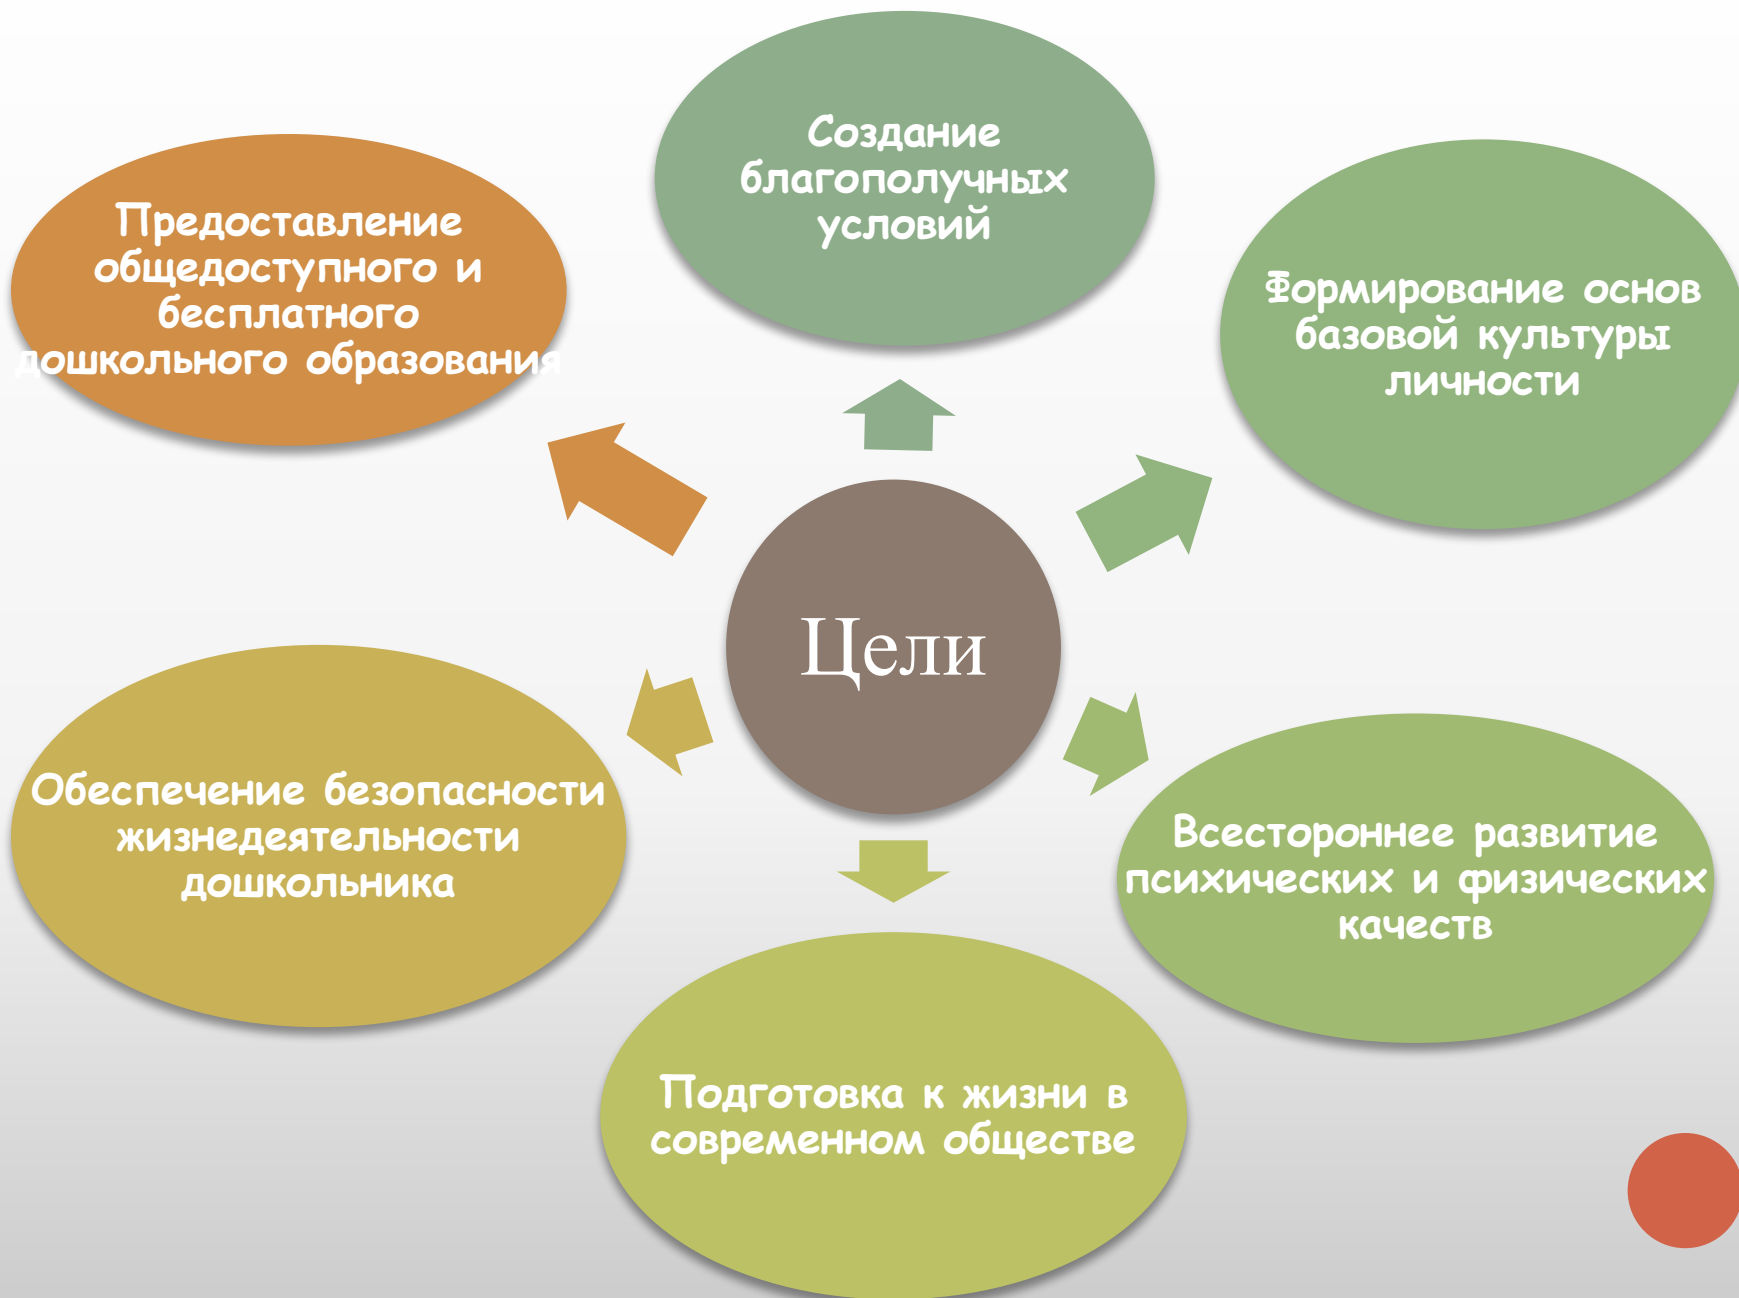 Создание
благополучных
условий
Предоставление
общедоступного и
бесплатного
дошкольного образования
Формирование основ
базовой культуры
личности
Цели
Обеспечение безопасности
жизнедеятельности
дошкольника
Всестороннее развитие
психических и физических
качеств
Подготовка к жизни в
современном обществе